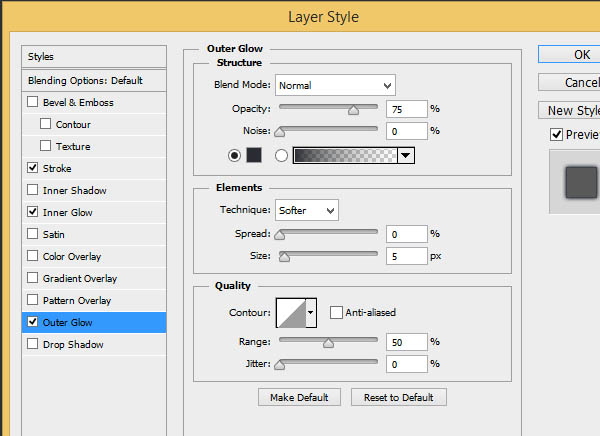 Layer Style
Styles
Blending Options: Default
Bevel & Emboss
Contour
Texture
Stroke
Inner Shadow
Inner Glow
Satin
Color Overlay
Gradient Overlay
Pattern Overlay
Outer Glow
Drop Shadow
Outer Glow
Structure
Blend Mode: Normal
Opacity: 75 %
Noise: 0 %
Elements
Technique: Softer
Spread: 0 %
Size: 5 px
Quality
Contour: Anti-aliased
Range: 50 %
Jitter: 0 %
Make Default Reset to Default
OK
Cancel
New Style
Preview